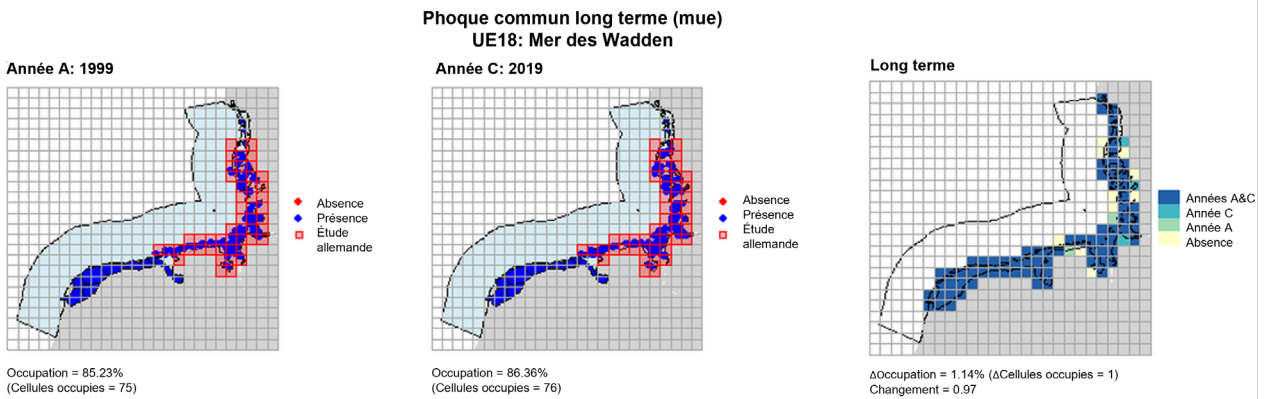 Phoque commun long terme (mue)
UE18: Mer des Wadden
Année A: 1999
Absence
Présence
Étude
allemande
Occupation = 85.23%
(Cellules occupies = 75)
Année C: 2019
Absence
Présence
Étude
allemande
Occupation = 86.36%
(Cellules occupies = 76)
Long terme
Années A&C
Année C
Année A
Absence
ΔOccupation = 1.14% (ΔCellules occupies = 1)
Changement = 0.97